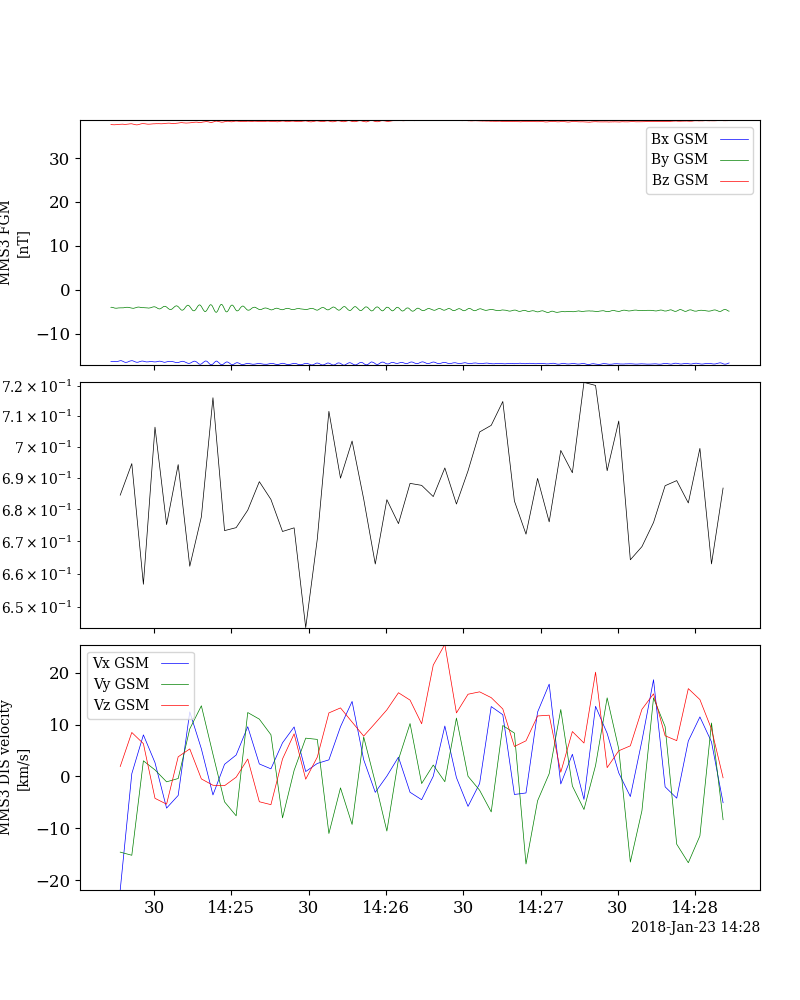 30
20
10
0
−10
MMS3 FGM
[nT]
Bx GSM
By GSM
Bz GSM
7.2 × 10⁻¹
7.1 × 10⁻¹
7 × 10⁻¹
6.9 × 10⁻¹
6.8 × 10⁻¹
6.7 × 10⁻¹
6.6 × 10⁻¹
6.5 × 10⁻¹
20
10
0
−10
−20
MMS3 DIS velocity
[km/s]
Vx GSM
Vy GSM
Vz GSM
30 14:25 30 14:26 30 14:27 30 14:28
2018-Jan-23 14:28